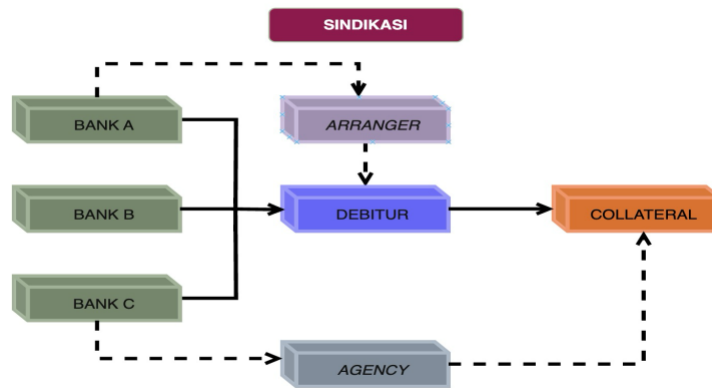 SINDIKASI
BANK A
ARRANGER
BANK B
DEBITUR
COLLATERAL
BANK C
AGENCY